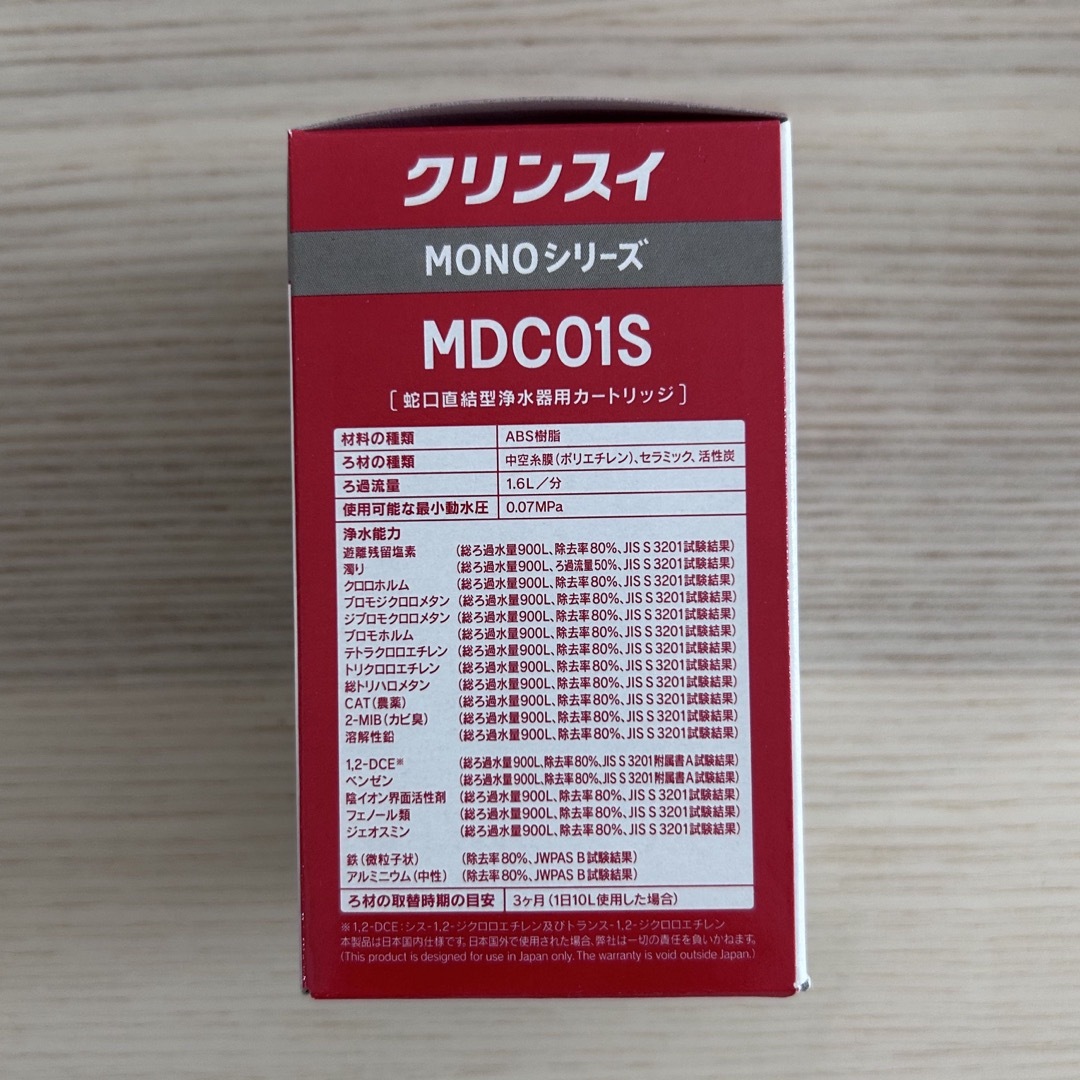 クリンスイ
MONOシリーズ
MDC01S
[蛇口直結型浄水器用カートリッジ]
材料の種類 ABS樹脂
ろ材の種類 中空糸膜(ポリエチレン)、セラミック、活性炭
ろ過流量 1.6L/分
使用可能な最小動水圧 0.07MPa
浄水能力
遊離残留塩素 (総ろ過水量900L、除去率80%、JIS S 3201試験結果)
濁り (総ろ過水量900L、ろ過流量50%、JIS S 3201試験結果)
クロロホルム (総ろ過水量900L、除去率80%、JIS S 3201試験結果)
ブロモジクロロメタン (総ろ過水量900L、除去率80%、JIS S 3201試験結果)
ジブロモクロロメタン (総ろ過水量900L、除去率80%、JIS S 3201試験結果)
ブロモホルム (総ろ過水量900L、除去率80%、JIS S 3201試験結果)
テトラクロロエチレン (総ろ過水量900L、除去率80%、JIS S 3201試験結果)
トリクロロエチレン (総ろ過水量900L、除去率80%、JIS S 3201試験結果)
総トリハロメタン (総ろ過水量900L、除去率80%、JIS S 3201試験結果)
CAT(農薬) (総ろ過水量900L、除去率80%、JIS S 3201試験結果)
2-MIB(カビ臭) (総ろ過水量900L、除去率80%、JIS S 3201試験結果)
溶解性鉛 (総ろ過水量900L、除去率80%、JIS S 3201試験結果)
1,2-DCE※ (総ろ過水量900L、除去率80%、JIS S 3201附属書A試験結果)
ベンゼン (総ろ過水量900L、除去率80%、JIS S 3201附属書A試験結果)
陰イオン界面活性剤 (総ろ過水量900L、除去率80%、JIS S 3201試験結果)
フェノール類 (総ろ過水量900L、除去率80%、JIS S 3201試験結果)
ジェオスミン (総ろ過水量900L、除去率80%、JIS S 3201試験結果)
鉄(微粒子状) (除去率80%、JWPAS B試験結果)
アルミニウム(中性) (除去率80%、JWPAS B試験結果)
ろ材の取替時期の目安 3ヶ月(1日10L使用した場合)
※1,2-DCE:シス-1,2-ジクロロエチレン及びトランス-1,2-ジクロロエチレン
本製品は日本国内仕様です。日本国外で使用された場合、弊社は一切の責任を負いかねます。
(This product is designed for use in Japan only. The warranty is void outside Japan.)